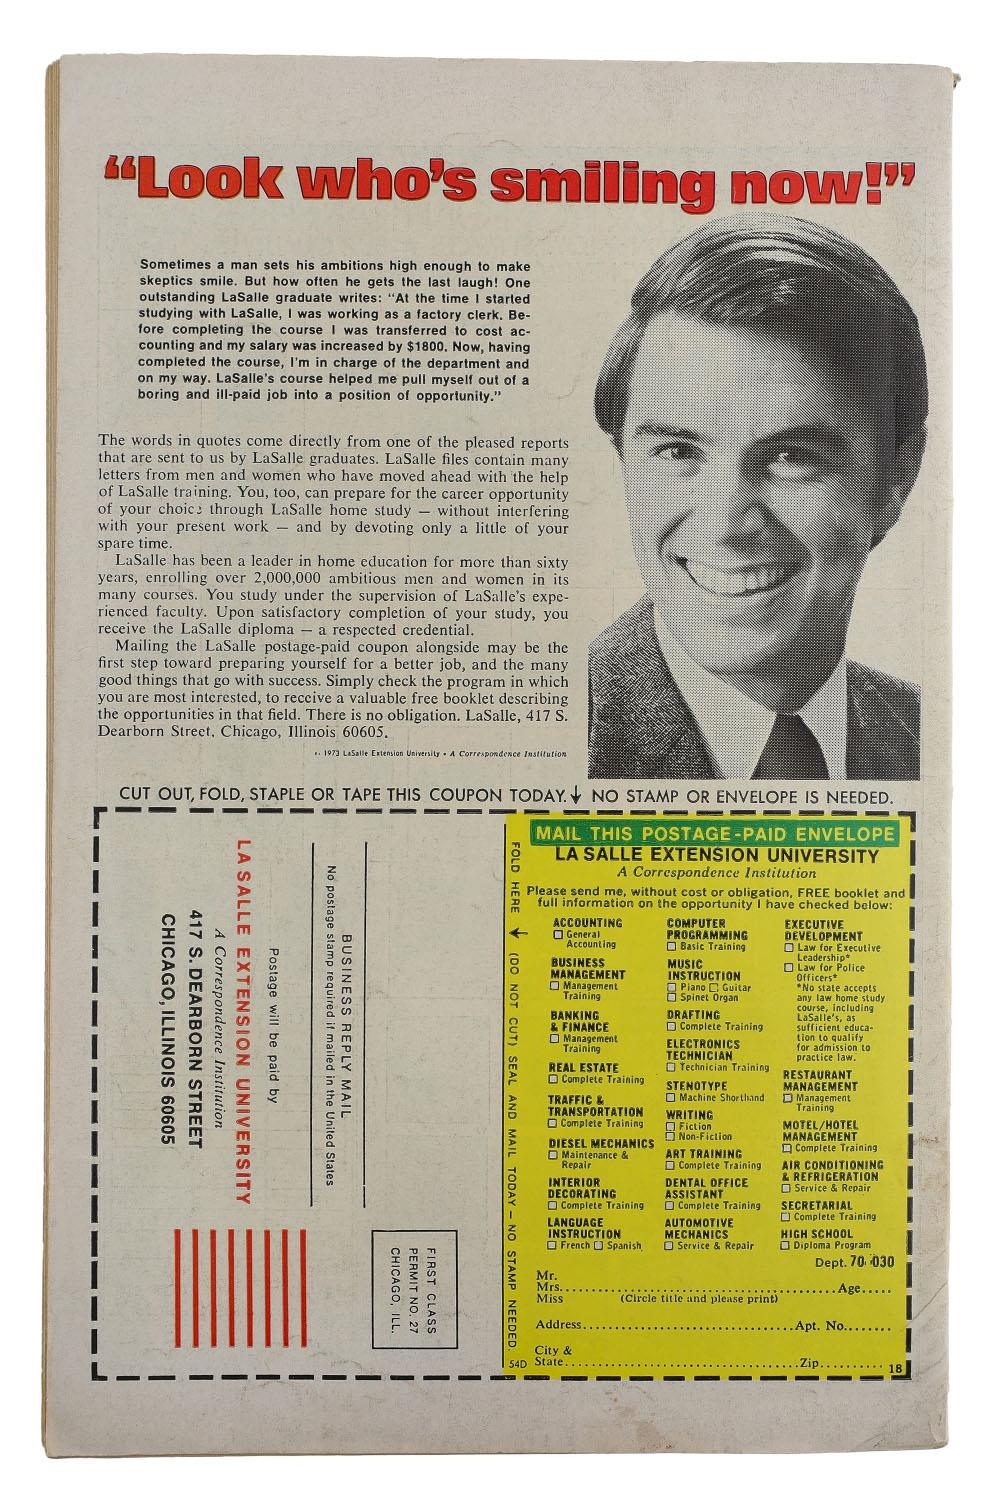 “Look who’s smiling now!”
Sometimes a man sets his ambitions high enough to make
skeptics smile. But how often he gets the last laugh! One
outstanding LaSalle graduate writes: “At the time I started
studying with LaSalle, I was working as a factory clerk. Be-
fore completing the course I was transferred to cost ac-
counting and my salary was increased by $1800. Now, having
completed the course, I’m in charge of the department and
on my way. LaSalle’s course helped me pull myself out of a
boring and ill-paid job into a position of opportunity.”
The words in quotes come directly from one of the pleased reports
that are sent to us by LaSalle graduates. LaSalle files contain many
letters from men and women who have moved ahead with the help
of LaSalle training. You, too, can prepare for the career opportunity
of your choice through LaSalle home study — without interfering
with your present work — and by devoting only a little of your
spare time.
LaSalle has been a leader in home education for more than sixty
years, enrolling over 2,000,000 ambitious men and women in its
many courses. You study under the supervision of LaSalle’s expe-
rienced faculty. Upon satisfactory completion of your study, you
receive the LaSalle diploma — a respected credential.
Mailing the LaSalle postage-paid coupon alongside may be the
first step toward preparing yourself for a better job, and the many
good things that go with success. Simply check the program in which
you are most interested, to receive a valuable free booklet describing
the opportunities in that field. There is no obligation. LaSalle, 417 S.
Dearborn Street, Chicago, Illinois 60605.
1973 LaSalle Extension University • A Correspondence Institution
CUT OUT, FOLD, STAPLE OR TAPE THIS COUPON TODAY. ↓ NO STAMP OR ENVELOPE IS NEEDED.
FIRST CLASS
PERMIT NO. 27
CHICAGO, ILL.
BUSINESS REPLY MAIL
No postage stamp required if mailed in the United States
Postage will be paid by
LASALLE EXTENSION UNIVERSITY
A Correspondence Institution
417 S. DEARBORN STREET
CHICAGO, ILLINOIS 60605
FOLD HERE ↓ (DO NOT CUT) SEAL AND MAIL TODAY — NO STAMP NEEDED.
54D
MAIL THIS POSTAGE-PAID ENVELOPE
LA SALLE EXTENSION UNIVERSITY
A Correspondence Institution
Please send me, without cost or obligation, FREE booklet and
full information on the opportunity I have checked below:
ACCOUNTING
☐ General
Accounting
BUSINESS
MANAGEMENT
☐ Management
Training
BANKING
& FINANCE
☐ Management
Training
REAL ESTATE
☐ Complete Training
TRAFFIC &
TRANSPORTATION
☐ Complete Training
DIESEL MECHANICS
☐ Maintenance &
Repair
INTERIOR
DECORATING
☐ Complete Training
LANGUAGE
INSTRUCTION
☐ French ☐ Spanish
COMPUTER
PROGRAMMING
☐ Basic Training
MUSIC
INSTRUCTION
☐ Piano ☐ Guitar
☐ Spinet Organ
DRAFTING
☐ Complete Training
ELECTRONICS
TECHNICIAN
☐ Technician Training
STENOTYPE
☐ Machine Shorthand
WRITING
☐ Fiction
☐ Non-Fiction
ART TRAINING
☐ Complete Training
DENTAL OFFICE
ASSISTANT
☐ Complete Training
AUTOMOTIVE
MECHANICS
☐ Service & Repair
EXECUTIVE
DEVELOPMENT
☐ Law for Executive
Leadership*
☐ Law for Police
Officers*
*No state accepts
any law home study
course, including
LaSalle's, as
sufficient educa-
tion to qualify
for admission to
practice law.
RESTAURANT
MANAGEMENT
☐ Management
Training
MOTEL/HOTEL
MANAGEMENT
☐ Complete Training
AIR CONDITIONING
& REFRIGERATION
☐ Service & Repair
SECRETARIAL
☐ Complete Training
HIGH SCHOOL
☐ Diploma Program
Dept. 70-030
Mr.
Mrs. Age
Miss (Circle title and please print)
Address Apt. No.
City &
State Zip
18